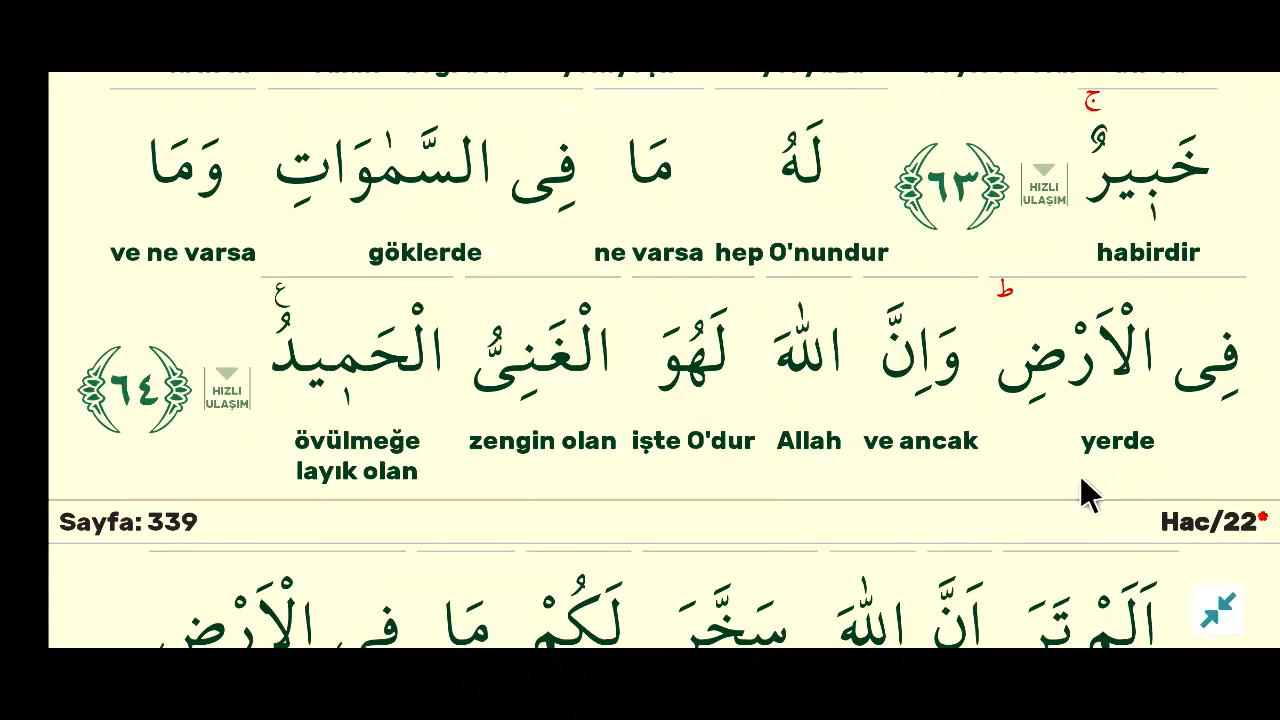 ج
خَبٖيرٌ ﴿٦٣﴾ لَهُ مَا فِى السَّمٰوَاتِ وَمَا
HIZLI ULAŞIM
habirdir hep O'nundur ne varsa göklerde ve ne varsa
ط ع
فِى الْاَرْضِ وَاِنَّ اللّٰهَ لَهُوَ الْغَنِىُّ الْحَمٖيدُ ﴿٦٤﴾
HIZLI ULAŞIM
yerde ve ancak Allah işte O'dur zengin olan övülmeğe
layık olan
Sayfa: 339 Hac/22*
اَلَمْ تَرَ اَنَّ اللّٰهَ سَخَّرَ لَكُمْ مَا فِى الْاَرْضِ